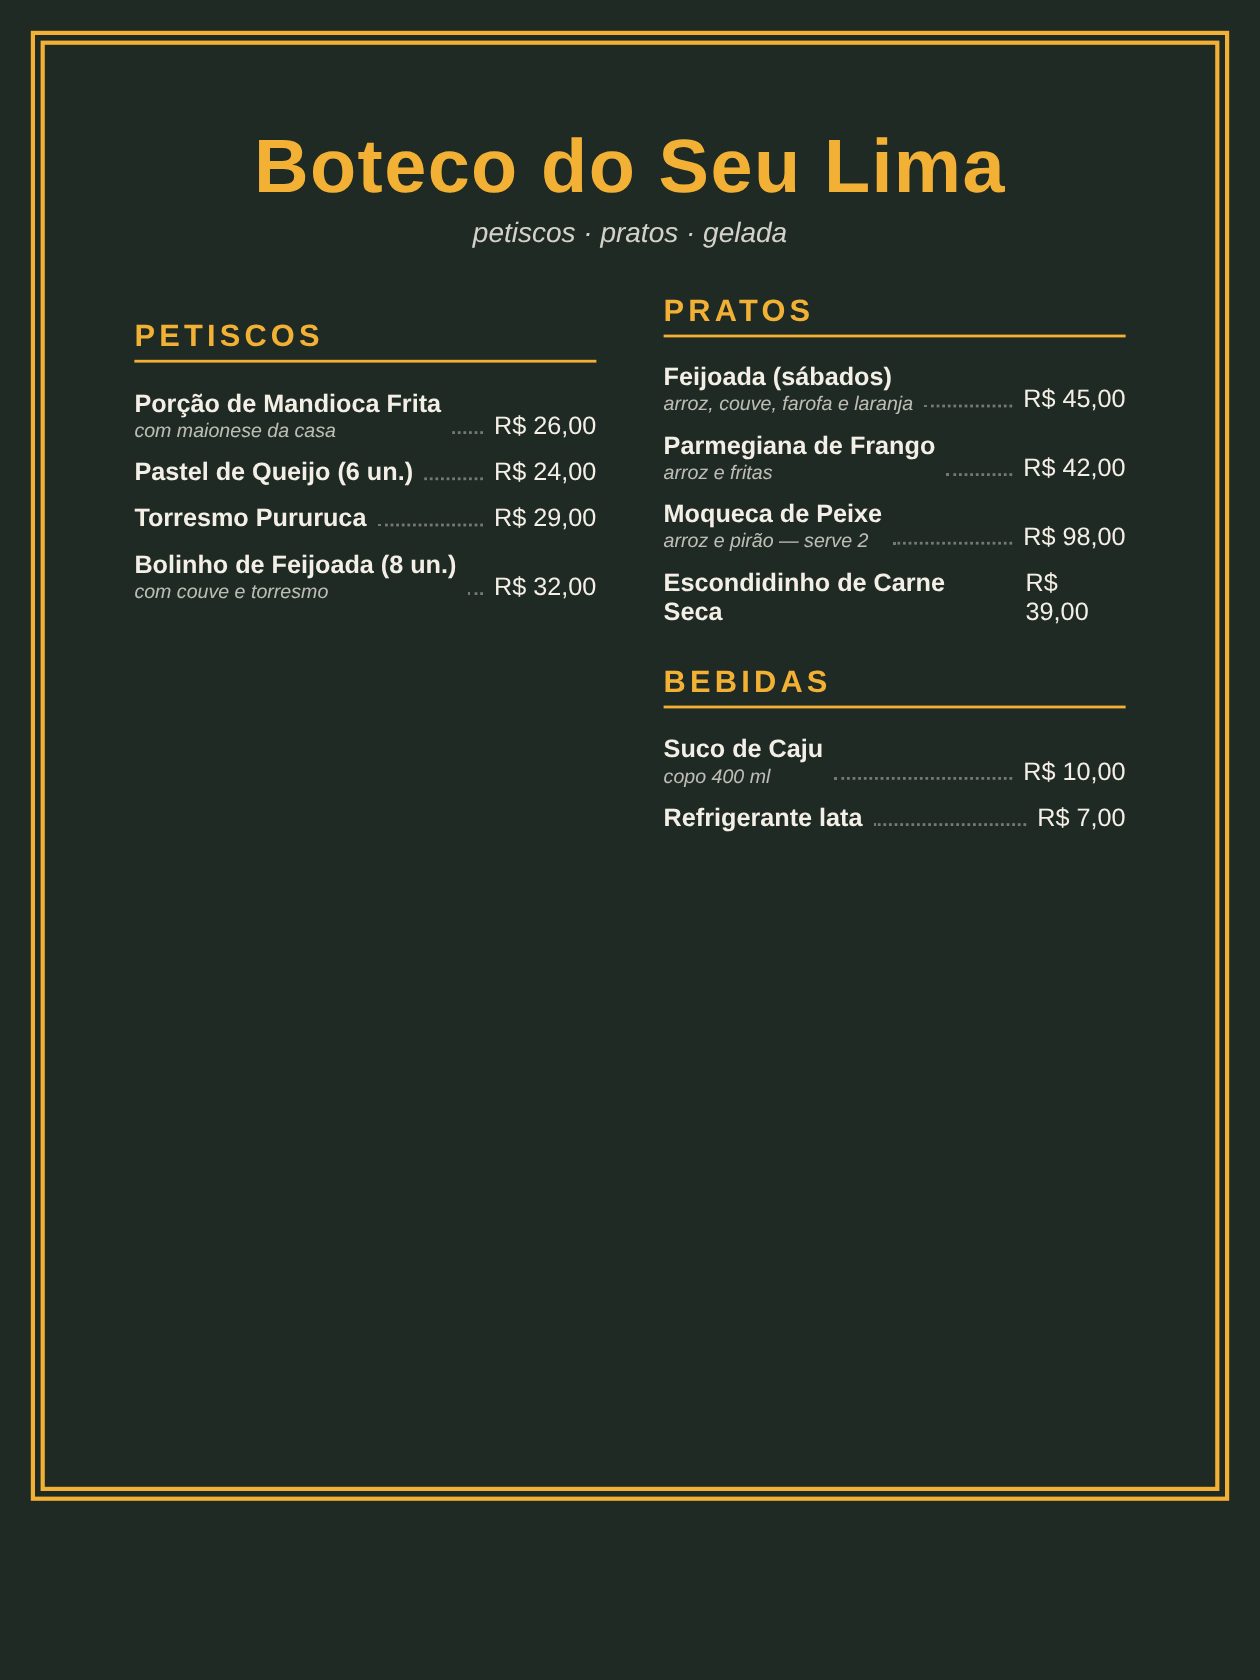 Boteco do Seu Lima
petiscos · pratos · gelada
PETISCOS
Porção de Mandioca Frita
com maionese da casa
R$ 26,00
Pastel de Queijo (6 un.) R$ 24,00
Torresmo Pururuca R$ 29,00
Bolinho de Feijoada (8 un.)
com couve e torresmo
R$ 32,00
PRATOS
Feijoada (sábados)
arroz, couve, farofa e laranja
R$ 45,00
Parmegiana de Frango
arroz e fritas
R$ 42,00
Moqueca de Peixe
arroz e pirão — serve 2
R$ 98,00
Escondidinho de Carne
Seca
R$
39,00
BEBIDAS
Suco de Caju
copo 400 ml
R$ 10,00
Refrigerante lata R$ 7,00